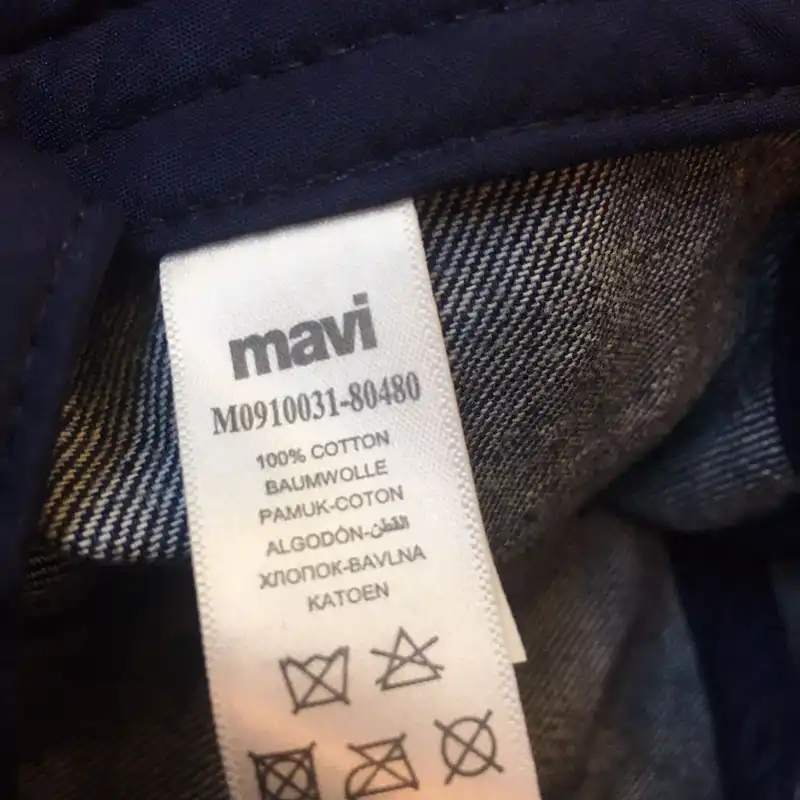 mavi
M0910031-80480
100% COTTON
BAUMWOLLE
PAMUK-COTON
ALGODÓN-القطن
ХЛОПОК-BAVLNA
KATOEN